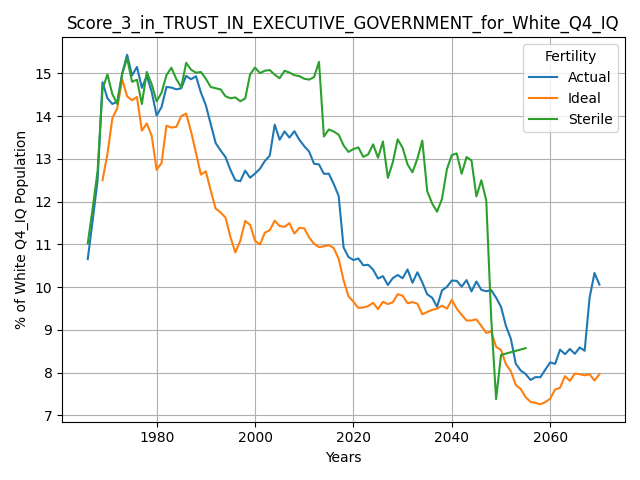 Score_3_in_TRUST_IN_EXECUTIVE_GOVERNMENT_for_White_Q4_IQ
Fertility
Actual
Ideal
Sterile
% of White Q4_IQ Population
15
14
13
12
11
10
9
8
7
1980
2000
2020
2040
2060
Years